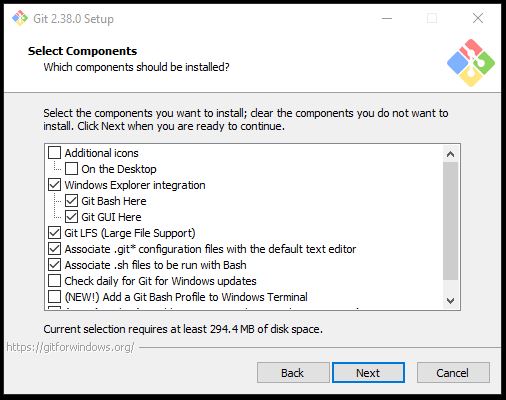 Git 2.38.0 Setup
Select Components
Which components should be installed?
Select the components you want to install; clear the components you do not want to
install. Click Next when you are ready to continue.
Additional icons
On the Desktop
Windows Explorer integration
Git Bash Here
Git GUI Here
Git LFS (Large File Support)
Associate .git* configuration files with the default text editor
Associate .sh files to be run with Bash
Check daily for Git for Windows updates
(NEW!) Add a Git Bash Profile to Windows Terminal
Current selection requires at least 294.4 MB of disk space.
https://gitforwindows.org/
Back
Next
Cancel